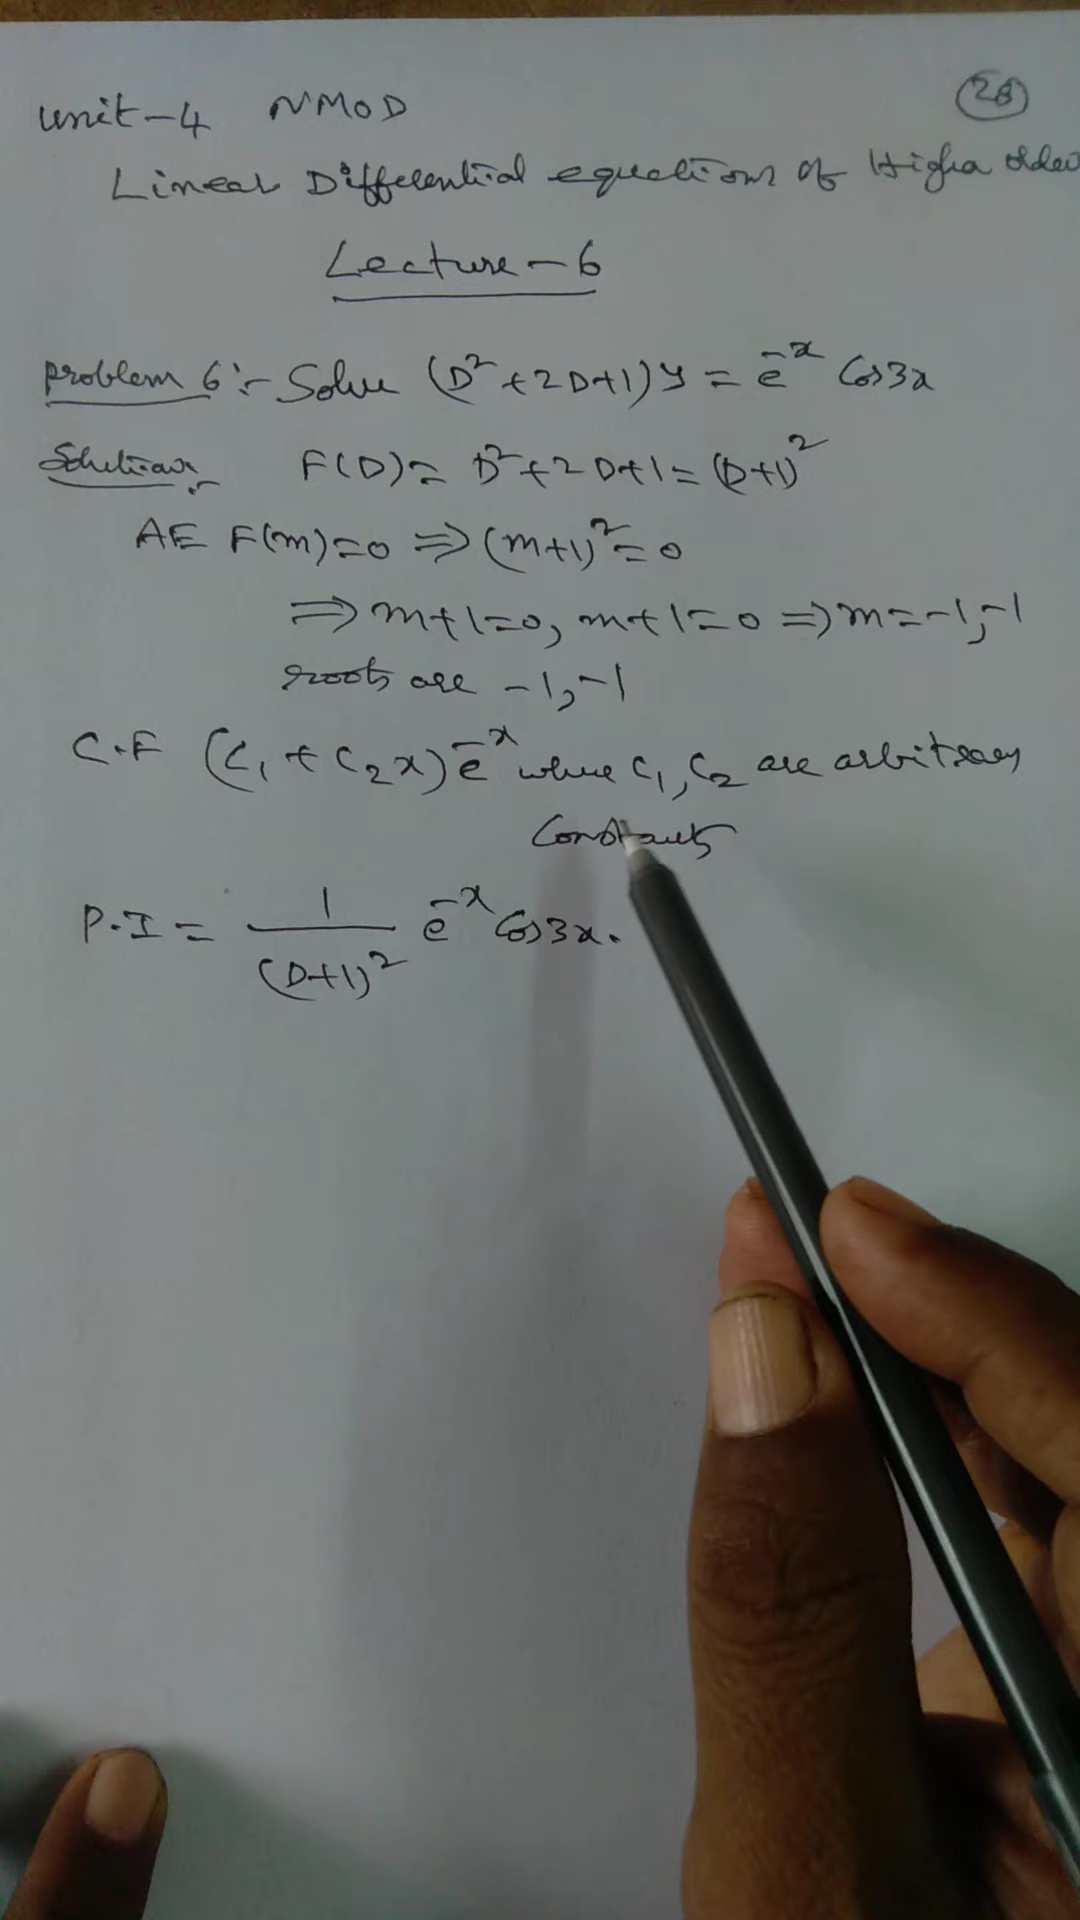 28
Unit-4 NMOD
Linear Differential equations of Higher order
Lecture-6
Problem 6:- Solve (D²+2D+1)y = e⁻ˣ Cos3x
Solution:- F(D) = D²+2D+1 = (D+1)²
AE F(m)=0 ⇒ (m+1)²=0
⇒ m+1=0, m+1=0 ⇒ m=-1,-1
roots are -1,-1
C.F (C₁+C₂x)e⁻ˣ where C₁,C₂ are arbitrary
Constants
P.I = 1/(D+1)² e⁻ˣ Cos3x.